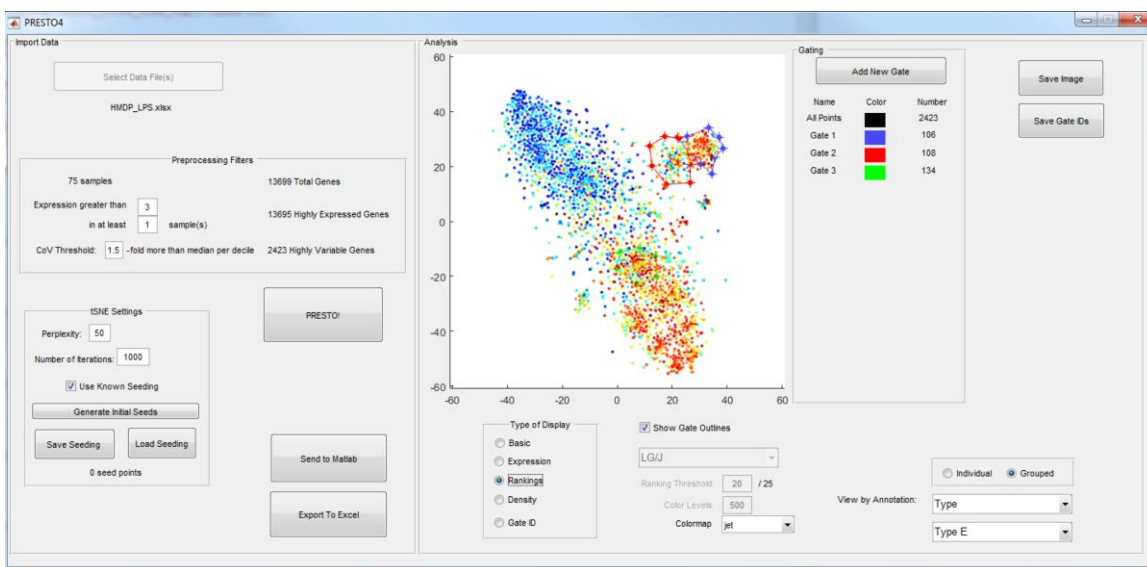 PRESTO4
Import Data
Select Data File(s)
HMDP_LPS.xlsx
Preprocessing Filters
75 samples
13699 Total Genes
Expression greater than 3
in at least 1 sample(s)
13695 Highly Expressed Genes
CoV Threshold: 1.5 -fold more than median per decile
2423 Highly Variable Genes
tSNE Settings
Perplexity: 50
Number of Iterations: 1000
Use Known Seeding
Generate Initial Seeds
Save Seeding
Load Seeding
0 seed points
PRESTO!
Send to Matlab
Export To Excel
Analysis
60
40
20
0
-20
-40
-60
-60 -40 -20 0 20 40 60
Type of Display
Basic
Expression
Rankings
Density
Gate ID
Show Gate Outlines
LG/J
Ranking Threshold 20 / 25
Color Levels 500
Colormap jet
Gating
Add New Gate
Name Color Number
All Points 2423
Gate 1 106
Gate 2 108
Gate 3 134
Save Image
Save Gate IDs
Individual Grouped
View by Annotation: Type
Type E